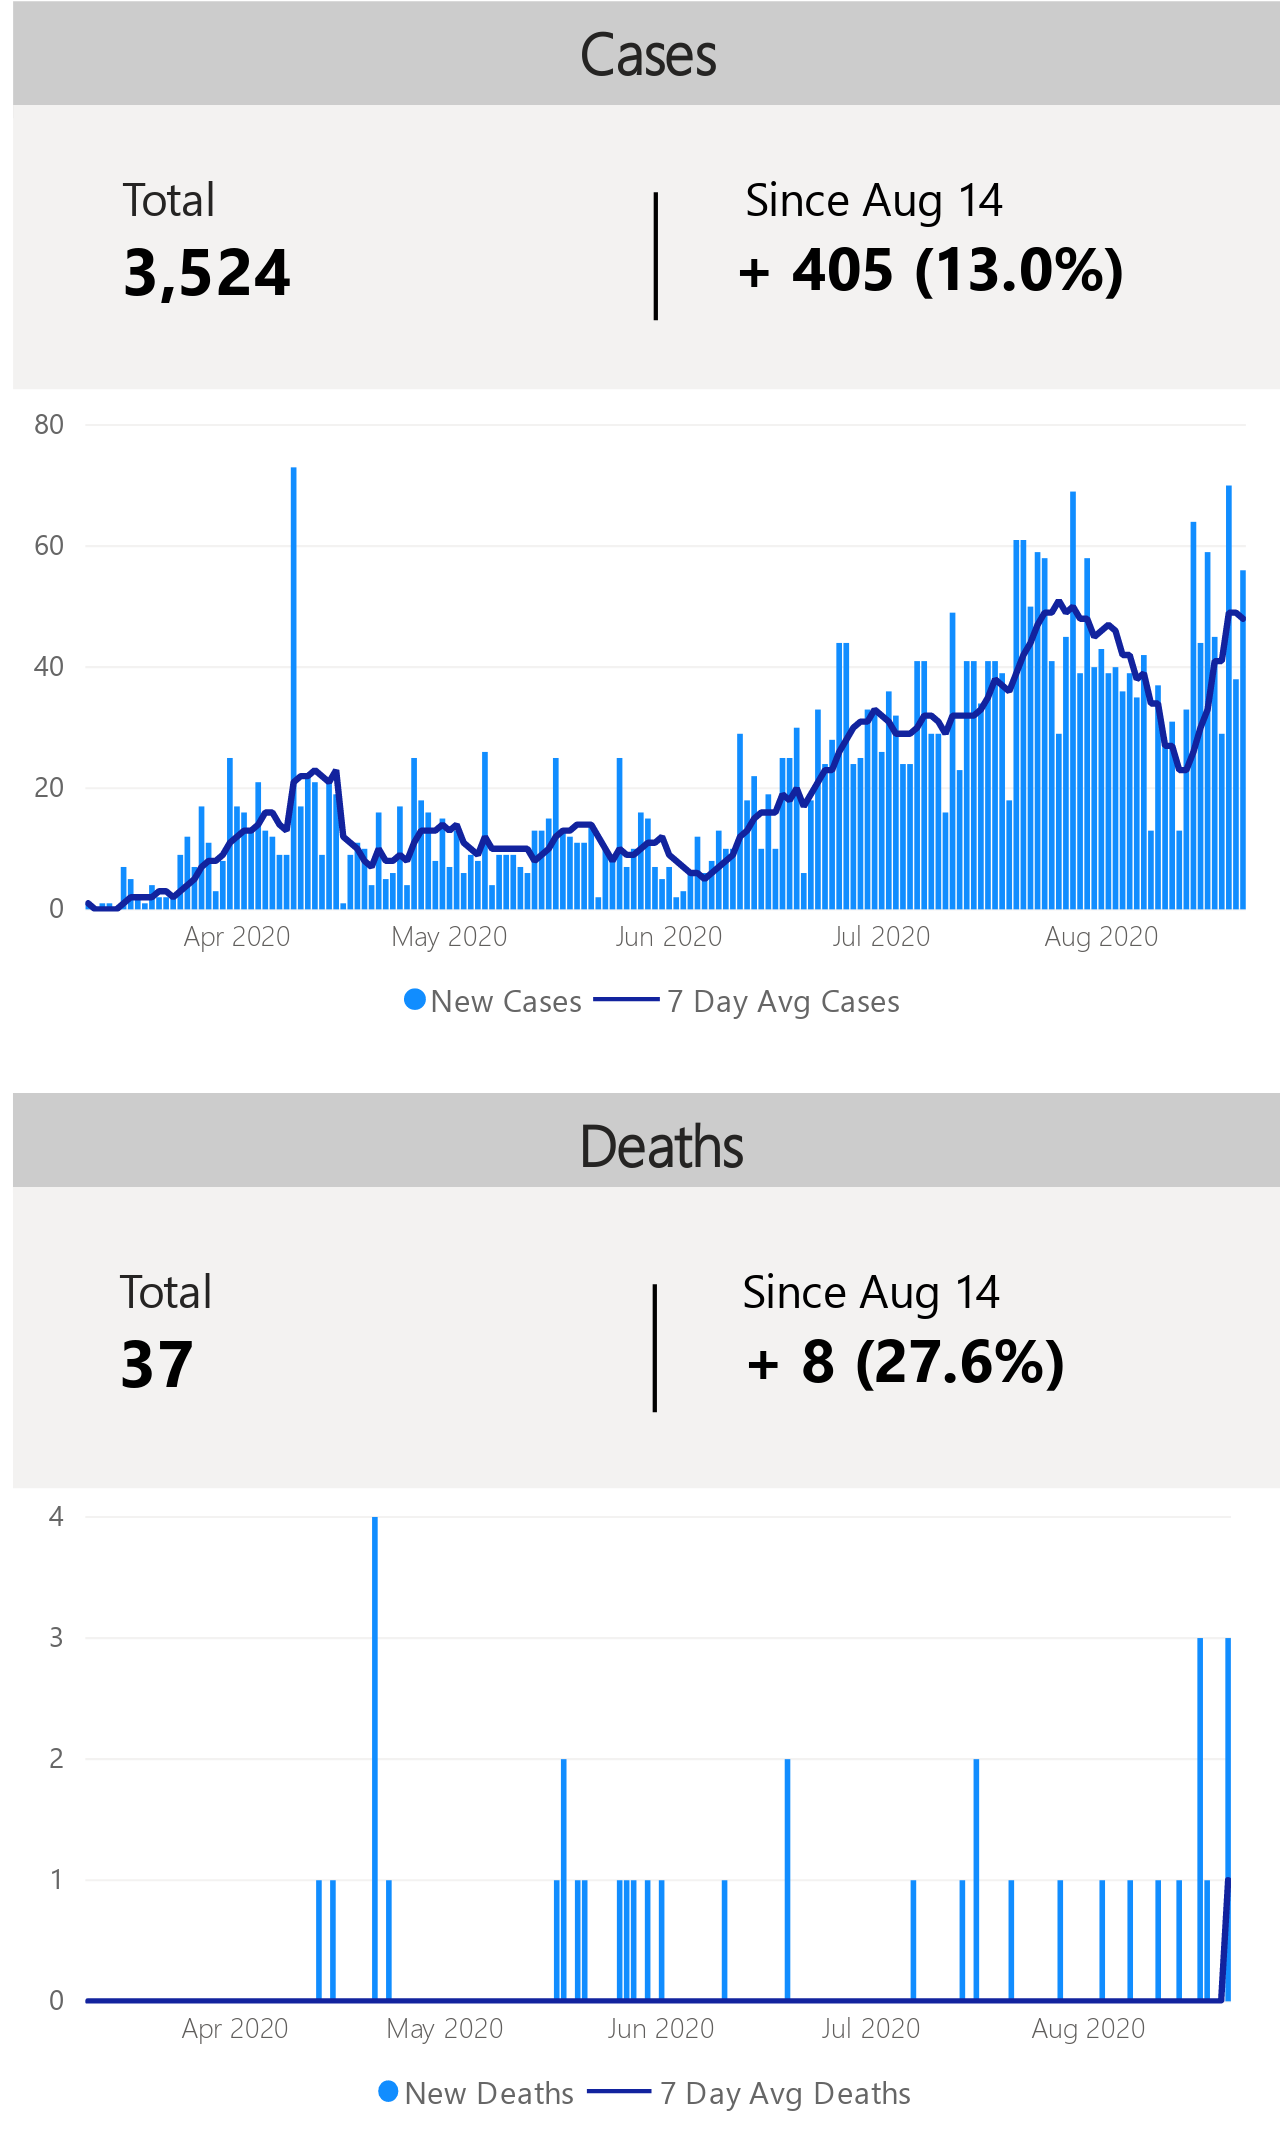 Cases
Total
Since Aug 14
3,524
+ 405 (13.0%)
80
60
40
20
0
Apr 2020
May 2020
Jun 2020
Jul 2020
Aug 2020
New Cases
7 Day Avg Cases
Deaths
Total
Since Aug 14
37
+ 8 (27.6%)
4
3
2
1
0
Apr 2020
May 2020
Jun 2020
Jul 2020
Aug 2020
New Deaths
7 Day Avg Deaths